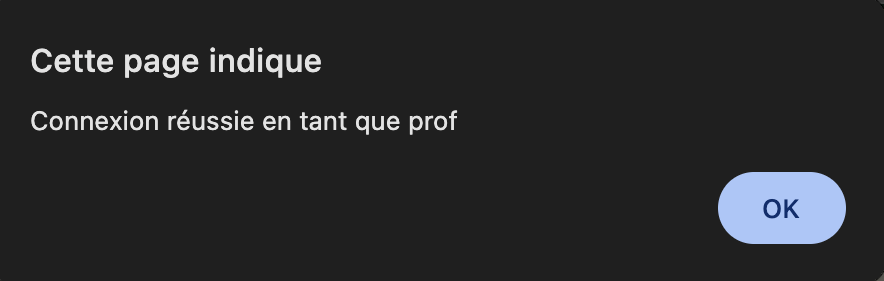 Cette page indique
Connexion réussie en tant que prof
OK